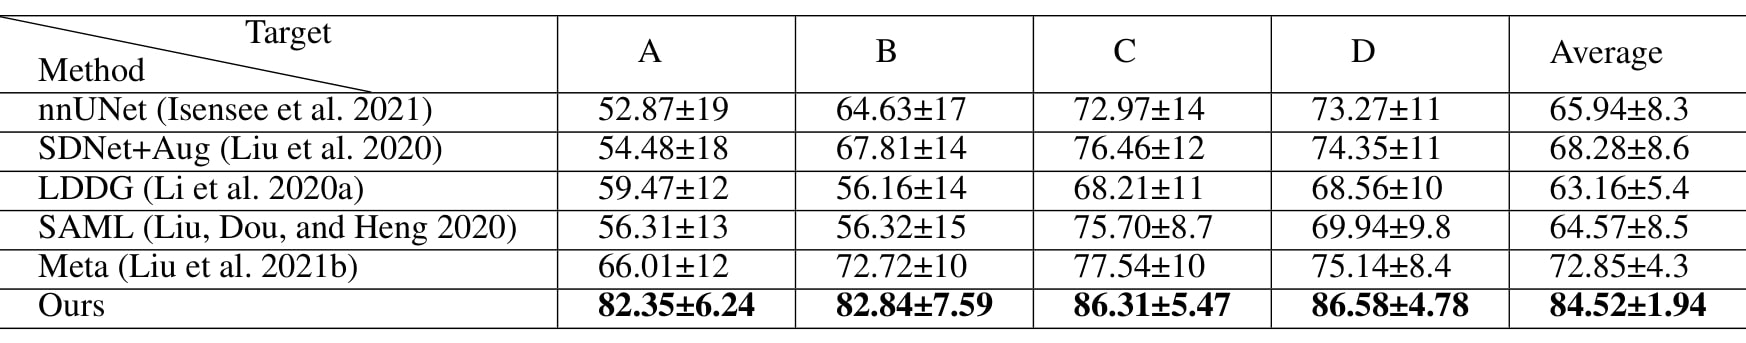 Target
Method A B C D Average
nnUNet (Isensee et al. 2021) 52.87±19 64.63±17 72.97±14 73.27±11 65.94±8.3
SDNet+Aug (Liu et al. 2020) 54.48±18 67.81±14 76.46±12 74.35±11 68.28±8.6
LDDG (Li et al. 2020a) 59.47±12 56.16±14 68.21±11 68.56±10 63.16±5.4
SAML (Liu, Dou, and Heng 2020) 56.31±13 56.32±15 75.70±8.7 69.94±9.8 64.57±8.5
Meta (Liu et al. 2021b) 66.01±12 72.72±10 77.54±10 75.14±8.4 72.85±4.3
Ours 82.35±6.24 82.84±7.59 86.31±5.47 86.58±4.78 84.52±1.94